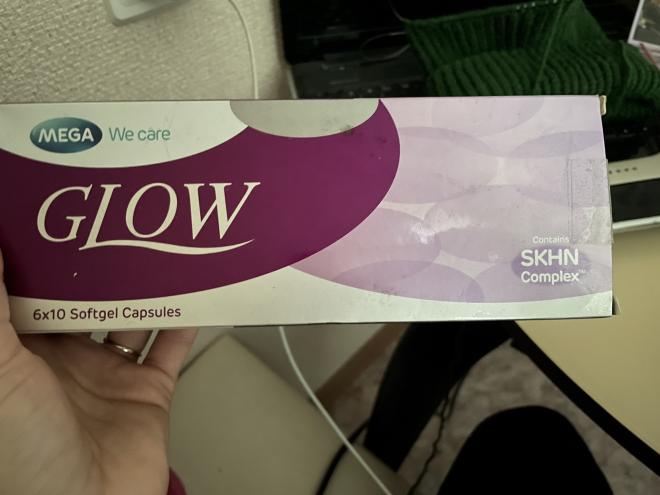 MEGA We care
GLOW
Contains
SKHN
Complex™
6x10 Softgel Capsules